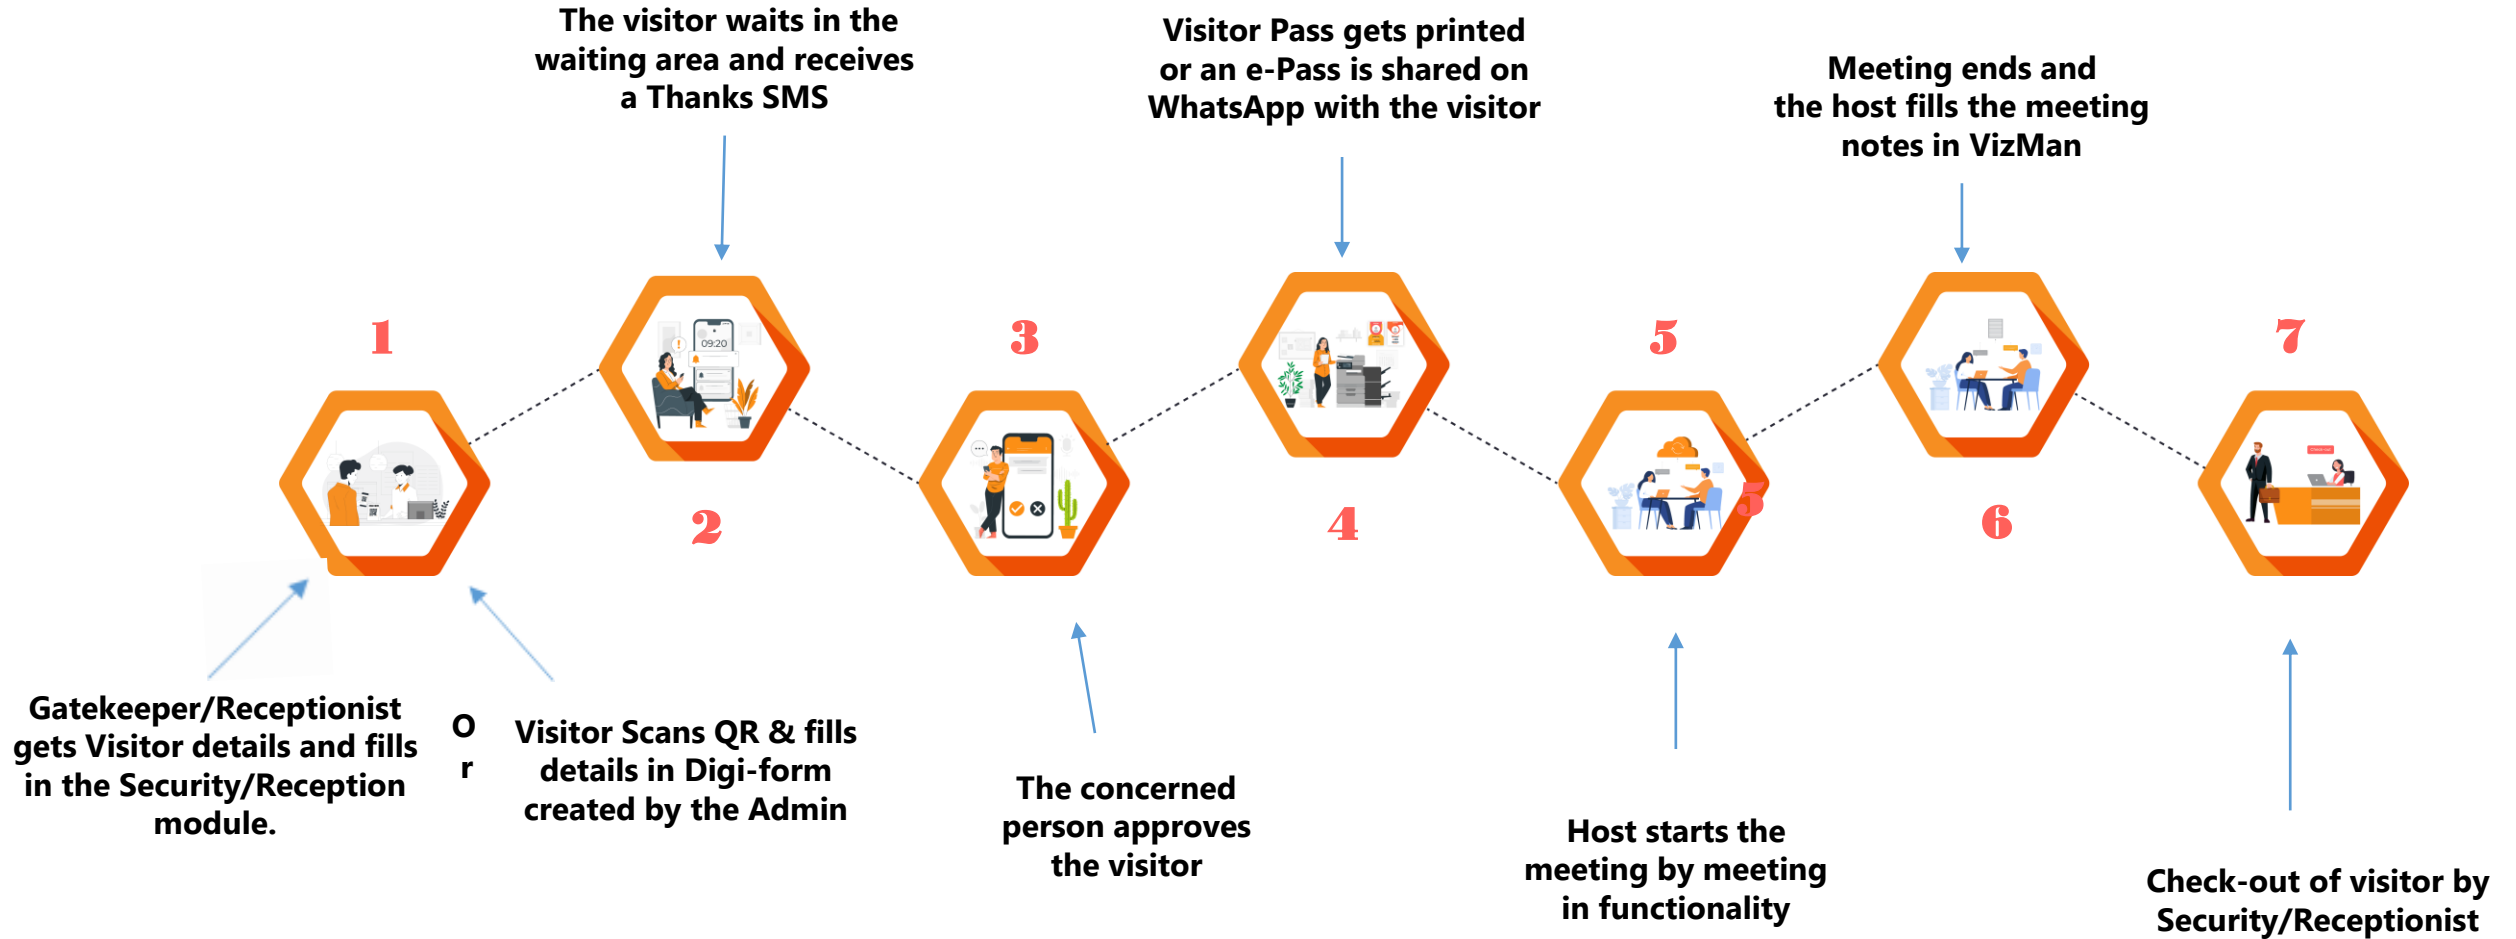 The visitor waits in the
waiting area and receives
a Thanks SMS
Visitor Pass gets printed
or an e-Pass is shared on
WhatsApp with the visitor
Meeting ends and
the host fills the meeting
notes in VizMan
1
2
3
4
5
5
6
7
09:20
Check-out
Gatekeeper/Receptionist
gets Visitor details and fills
in the Security/Reception
module.
O
r
Visitor Scans QR & fills
details in Digi-form
created by the Admin
The concerned
person approves
the visitor
Host starts the
meeting by meeting
in functionality
Check-out of visitor by
Security/Receptionist